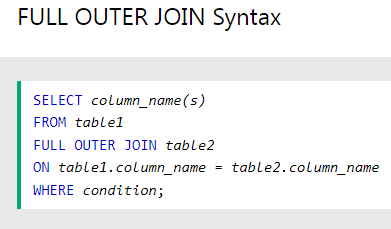 FULL OUTER JOIN Syntax
SELECT column_name(s)
FROM table1
FULL OUTER JOIN table2
ON table1.column_name = table2.column_name
WHERE condition;